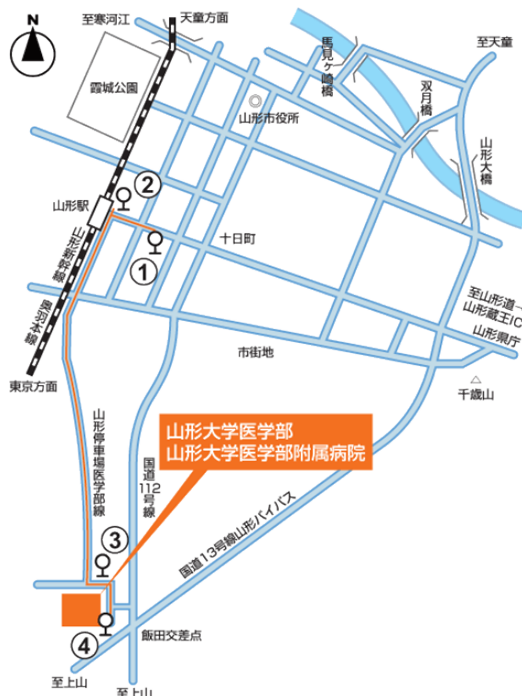 N
至寒河江
天童方面
霞城公園
馬見ヶ崎橋
至天童
双月橋
山形市役所
山形大橋
②
山形駅
①
十日町
山形新幹線
奥羽本線
至山形道→
山形蔵王IC
山形県庁
市街地
東京方面
千歳山
山形大学医学部
山形大学医学部附属病院
山形停車場医学部線
国道112号線
国道13号線山形バイパス
③
④
飯田交差点
至上山
至上山